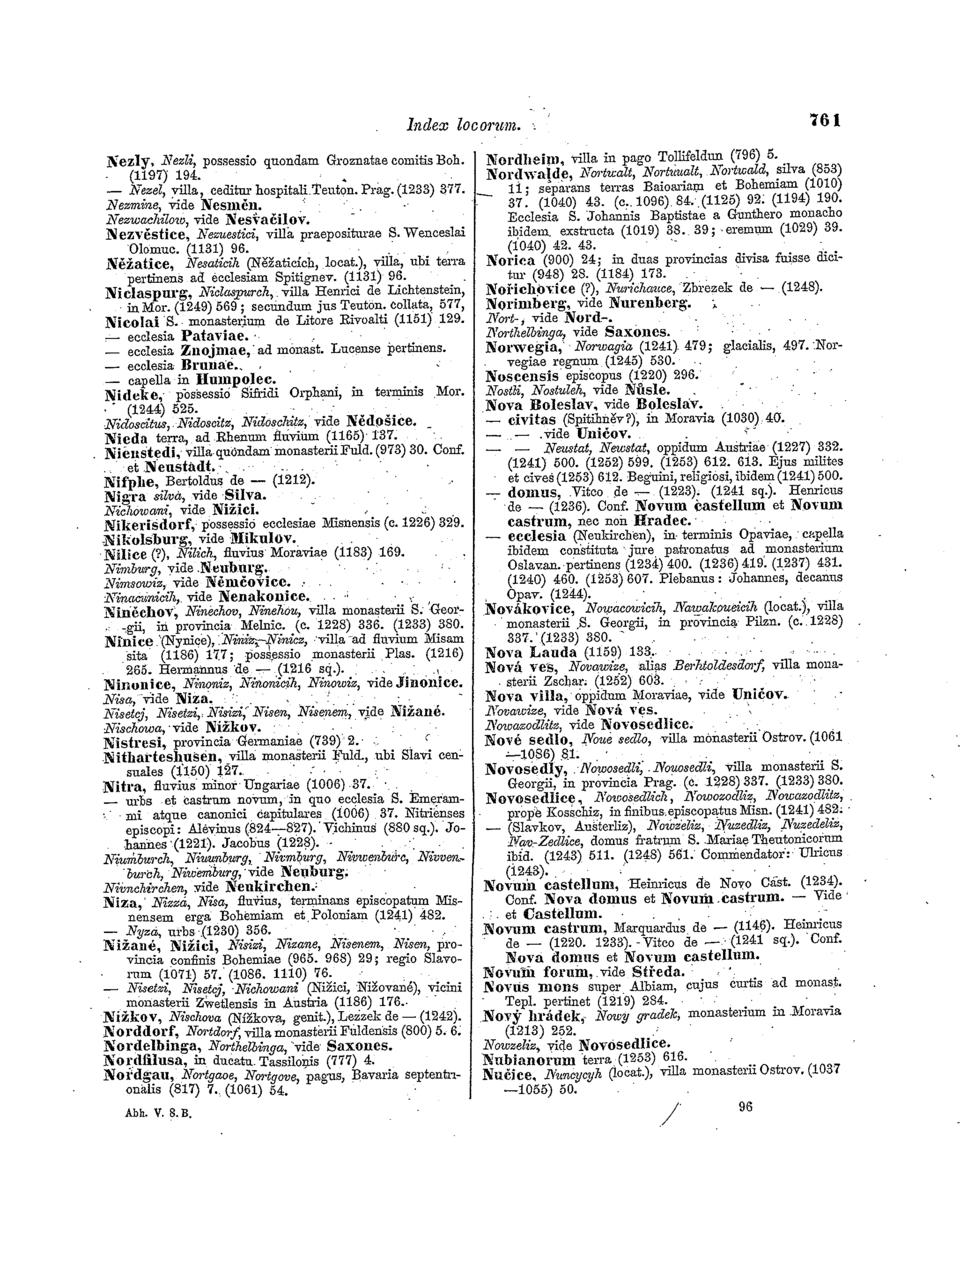 Index locorum.
761
Nezly, Nezli, possessio quondam Groznatae comitis Boh.
(1197) 194.
— Nezel, villa, ceditur hospitali Teuton. Prag. (1233) 377.
Nezmine, vide Nesměn.
Nezwachilow, vide Nesvačilov.
Nezvěstice, Nezuestici, villa praepositurae S. Wenceslai
Olomuc. (1131) 96.
Něžatice, Nesaticih (Něžaticích, locat.), villa, ubi terra
pertinens ad ecclesiam Spitignev. (1131) 96.
Niclaspurg, Niclaspurch, villa Henrici de Lichtenstein,
in Mor. (1249) 569; secundum jus Teuton. collata, 577,
Nicolai S. monasterium de Litore Rivoalti (1151) 129.
— ecclesia Pataviae.
— ecclesia Znojmae, ad monast. Lucense pertinens.
— ecclesia Brunae.
— capella in Humpolec.
Nideke, possessio Sifridi Orphani, in terminis Mor.
(1244) 525.
Nidoscitus, Nidoscitz, Nidoschitz, vide Nědošice.
Nieda terra, ad Rhenum fluvium (1165) 137.
Nienstedi, villa quondam monasterii Fuld. (973) 30. Conf.
et Neustadt.
Nifphe, Bertoldus de — (1212).
Nigra silva, vide Silva.
Nichowani, vide Nižici.
Nikerisdorf, possessio ecclesiae Misnensis (c. 1226) 329.
Nikolsburg, vide Mikulov.
Nilice (?), Nilich, fluvius Moraviae (1183) 169.
Nimburg, vide Neuburg.
Nimsowiz, vide Němčovice.
Ninacunicih, vide Nenakonice.
Niněchov, Ninechov, Ninehou, villa monasterii S. Geor-
gii, in provincia Melnic. (c. 1228) 336. (1233) 380.
Ninice (Nynice), Niniz, Ninicz, villa ad fluvium Misam
sita (1186) 177; possessio monasterii Plas. (1216)
265. Hermannus de — (1216 sq.).
Ninonice, Ninoniz, Ninonicih, Ninowiz, vide Jinonice.
Nisa, vide Niza.
Nisetcj, Nisetzi, Nisizi, Nisen, Nisenem, vide Nižané.
Nischowa, vide Nížkov.
Nistresi, provincia Germaniae (739) 2.
Nitharteshusen, villa monasterii Fuld., ubi Slavi cen-
suales (1150) 127.
Nitra, fluvius minor Ungariae (1006) 37.
— urbs et castrum novum, in quo ecclesia S. Emeram-
mi atque canonici capitulares (1006) 37. Nitrienses
episcopi: Alevinus (824—827). Vichinus (880 sq.). Jo-
hannes (1221). Jacobus (1228).
Niumburch, Niuunburg, Nivmburg, Nivwenburc, Nivven-
burch, Niwemburg, vide Neuburg.
Nivnchirchen, vide Neukirchen.
Niza, Nizza, Nisa, fluvius, terminans episcopatum Mis-
nensem erga Bohemiam et Poloniam (1241) 482.
— Nyza, urbs (1230) 356.
Nižané, Nižici, Nisizi, Nizane, Nisenem, Nisen, pro-
vincia confinis Bohemiae (965. 968) 29; regio Slavo-
rum (1071) 57. (1086. 1110) 76.
— Nisetzi, Nisetcj, Nichowani (Nižici, Nižované), vicini
monasterii Zwetlensis in Austria (1186) 176.
Nížkov, Nischova (Nížkova, genit.), Lezzek de — (1242).
Norddorf, Nortdorf, villa monasterii Fuldensis (800) 5. 6.
Nordelbinga, Northelbinga, vide Saxones.
Nordfilusa, in ducatu Tassilonis (777) 4.
Nordgau, Nortgaoe, Nortgove, pagus, Bavaria septentri-
onalis (817) 7. (1061) 54.
Abh. V. 8. B.
Nordheim, villa in pago Tollifeldun (796) 5.
Nordwalde, Nortwalt, Nortuualt, Nortwald, silva (853)
11; separans terras Baioariam et Bohemiam (1010)
37. (1040) 43. (c. 1096) 84. (1125) 92. (1194) 190.
Ecclesia S. Johannis Baptistae a Gunthero monacho
ibidem exstructa (1019) 38. 39; eremum (1029) 39.
(1040) 42. 43.
Norica (900) 24; in duas provincias divisa fuisse dici-
tur (948) 28. (1184) 173.
Nořichovice (?), Nurichauce, Zbrezek de — (1248).
Norimberg, vide Nurenberg.
Nort-, vide Nord-.
Northelbinga, vide Saxones.
Norwegia, Norwagia (1241) 479; glacialis, 497. Nor-
vegiae regnum (1245) 530.
Noscensis episcopus (1220) 296.
Nostli, Nostuleh, vide Nůsle.
Nova Boleslav, vide Boleslav.
— civitas (Spitihněv?), in Moravia (1030) 40.
— — vide Uničov.
— — Neustat, Newstat, oppidum Austriae (1227) 332.
(1241) 500. (1252) 599. (1253) 612. 613. Ejus milites
et cives (1253) 612. Beguini, religiosi, ibidem (1241) 500.
— domus, Vitco de — (1223). (1241 sq.). Henricus
de — (1236). Conf. Novum castellum et Novum
castrum, nec non Hradec.
— ecclesia (Neukirchen), in terminis Opaviae, capella
ibidem constituta jure patronatus ad monasterium
Oslavan. pertinens (1234) 400. (1236) 419. (1237) 431.
(1240) 460. (1253) 607. Plebanus: Johannes, decanus
Opav. (1244).
Novákovice, Nowacowicih, Nawakoueicih (locat.), villa
monasterii S. Georgii, in provincia Pilzn. (c. 1228)
337. (1233) 380.
Nova Lauda (1159) 133.
Nová ves, Novawize, alias Berhtoldesdorf, villa mona-
sterii Zschar. (1252) 603.
Nova villa, oppidum Moraviae, vide Uničov.
Novawize, vide Nová ves.
Nowazodlitz, vide Novosedlice.
Nové sedlo, Noue sedlo, villa monasterii Ostrov. (1061
—1086) 81.
Novosedly, Nowosedli, Nouosedli, villa monasterii S.
Georgii, in provincia Prag. (c. 1228) 337. (1233) 380.
Novosedlice, Nowosedlich, Nowozodliz, Nowazodlitz,
prope Kosschiz, in finibus episcopatus Misn. (1241) 482.
— (Slavkov, Austerliz), Nowzeliz, Nuzedliz, Nuzedeliz,
Nav-Zedlice, domus fratrum S. Mariae Theutonicorum
ibid. (1243) 511. (1248) 561. Commendator: Ulricus
(1243).
Novum castellum, Heinricus de Novo Cast. (1234).
Conf. Nova domus et Novum castrum. — Vide
et Castellum.
Novum castrum, Marquardus de — (1146). Heinricus
de — (1220. 1233). Vitco de — (1241 sq.). Conf.
Nova domus et Novum castellum.
Novum forum, vide Středa.
Novus mons super Albiam, cujus curtis ad monast.
Tepl. pertinet (1219) 284.
Nový hrádek, Nowy gradek, monasterium in Moravia
(1213) 252.
Nowzeliz, vide Novosedlice.
Nubianorum terra (1253) 616.
Nučice, Nuncycyh (locat.), villa monasterii Ostrov. (1037
—1055) 50.
96